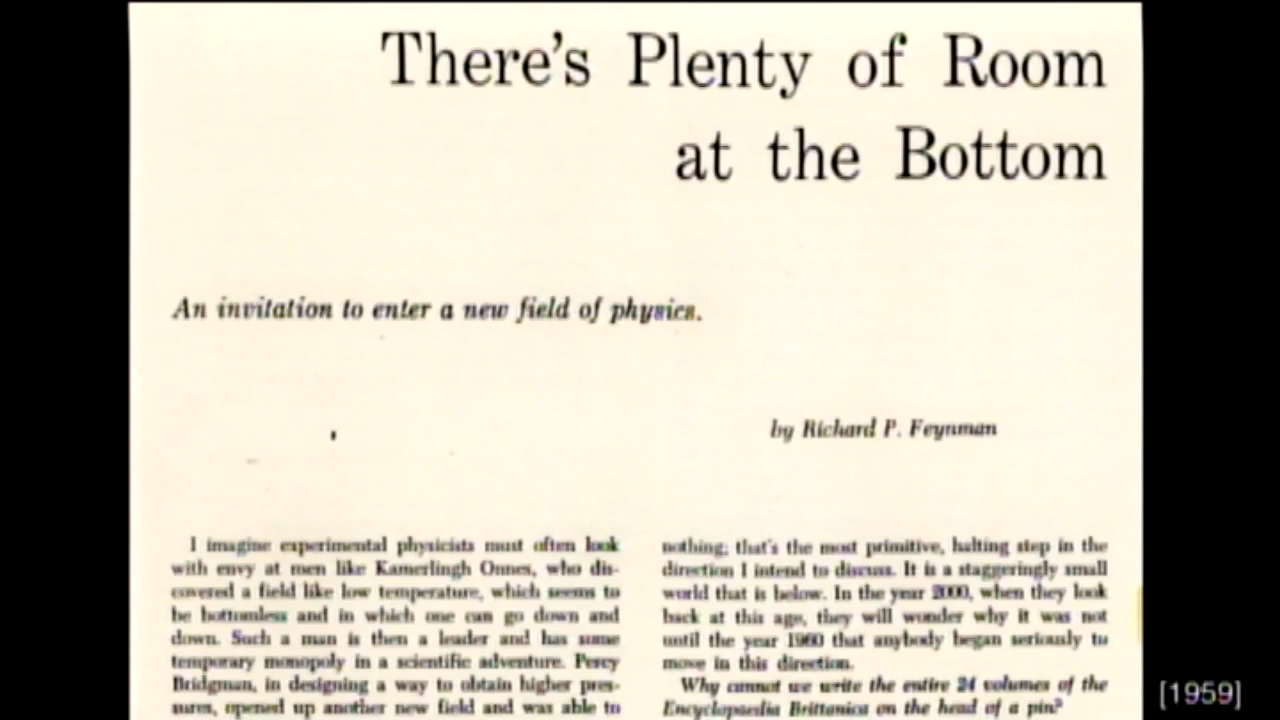 There's Plenty of Room
at the Bottom
An invitation to enter a new field of physics.
by Richard P. Feynman
I imagine experimental physicists must often look
with envy at men like Kamerlingh Onnes, who dis-
covered a field like low temperature, which seems to
be bottomless and in which one can go down and
down. Such a man is then a leader and has some
temporary monopoly in a scientific adventure. Percy
Bridgman, in designing a way to obtain higher pres-
sures, opened up another new field and was able to
nothing; that's the most primitive, halting step in the
direction I intend to discuss. It is a staggeringly small
world that is below. In the year 2000, when they look
back at this age, they will wonder why it was not
until the year 1960 that anybody began seriously to
move in this direction.
Why cannot we write the entire 24 volumes of the
Encyclopaedia Brittanica on the head of a pin?
[1959]